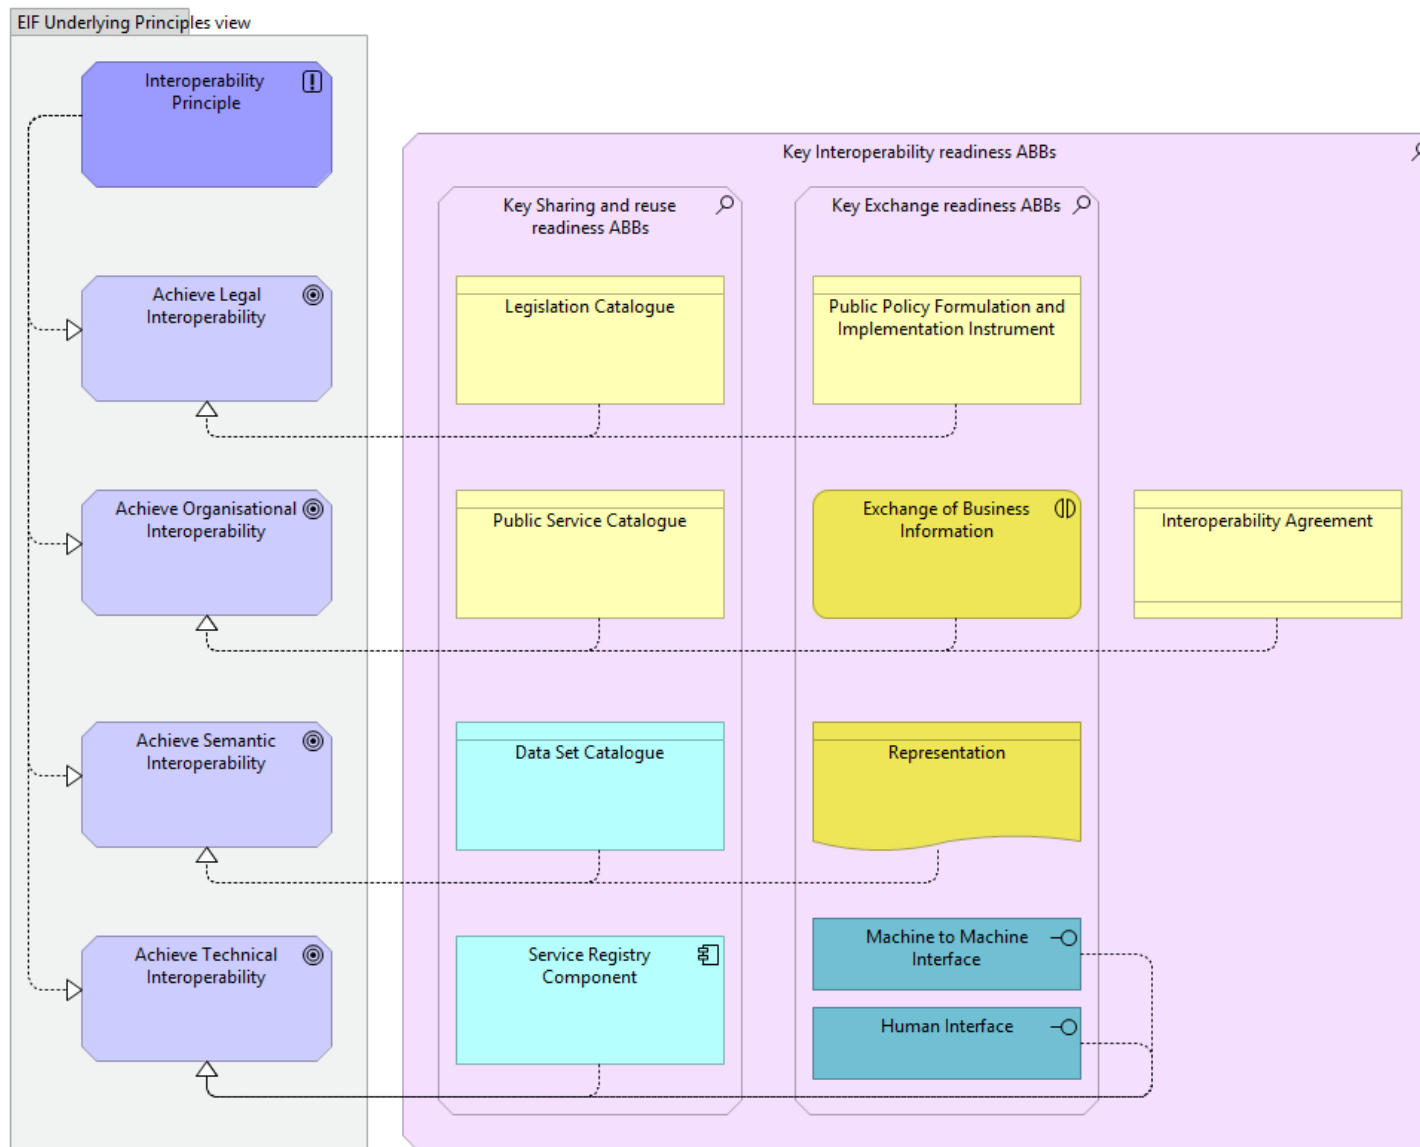 EIF Underlying Principles view
Interoperability
Principle
Key Interoperability readiness ABBs
Key Sharing and reuse
readiness ABBs
Key Exchange readiness ABBs
Achieve Legal
Interoperability
Legislation Catalogue
Public Policy Formulation and
Implementation Instrument
Achieve Organisational
Interoperability
Public Service Catalogue
Exchange of Business
Information
Interoperability Agreement
Achieve Semantic
Interoperability
Data Set Catalogue
Representation
Achieve Technical
Interoperability
Service Registry
Component
Machine to Machine
Interface
Human Interface